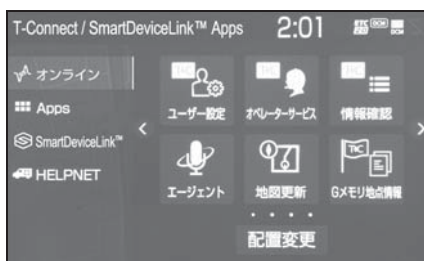 T-Connect / SmartDeviceLink™ Apps 2:01
オンライン
Apps
SmartDeviceLink™
HELPNET
ユーザー設定 オペレーターサービス 情報確認
TNC
エージェント 地図更新 Gメモリ地点情報
配置変更